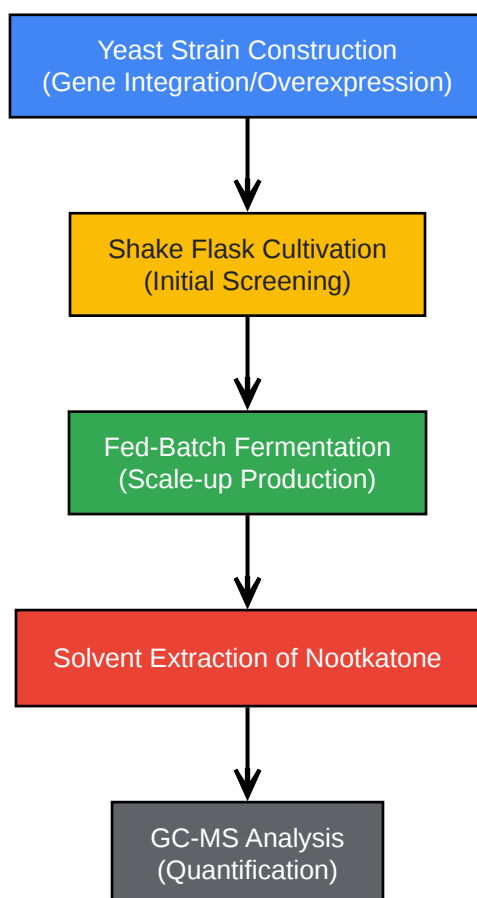 Yeast Strain Construction
(Gene Integration/Overexpression)
Shake Flask Cultivation
(Initial Screening)
Fed-Batch Fermentation
(Scale-up Production)
Solvent Extraction of Nootkatone
GC-MS Analysis
(Quantification)